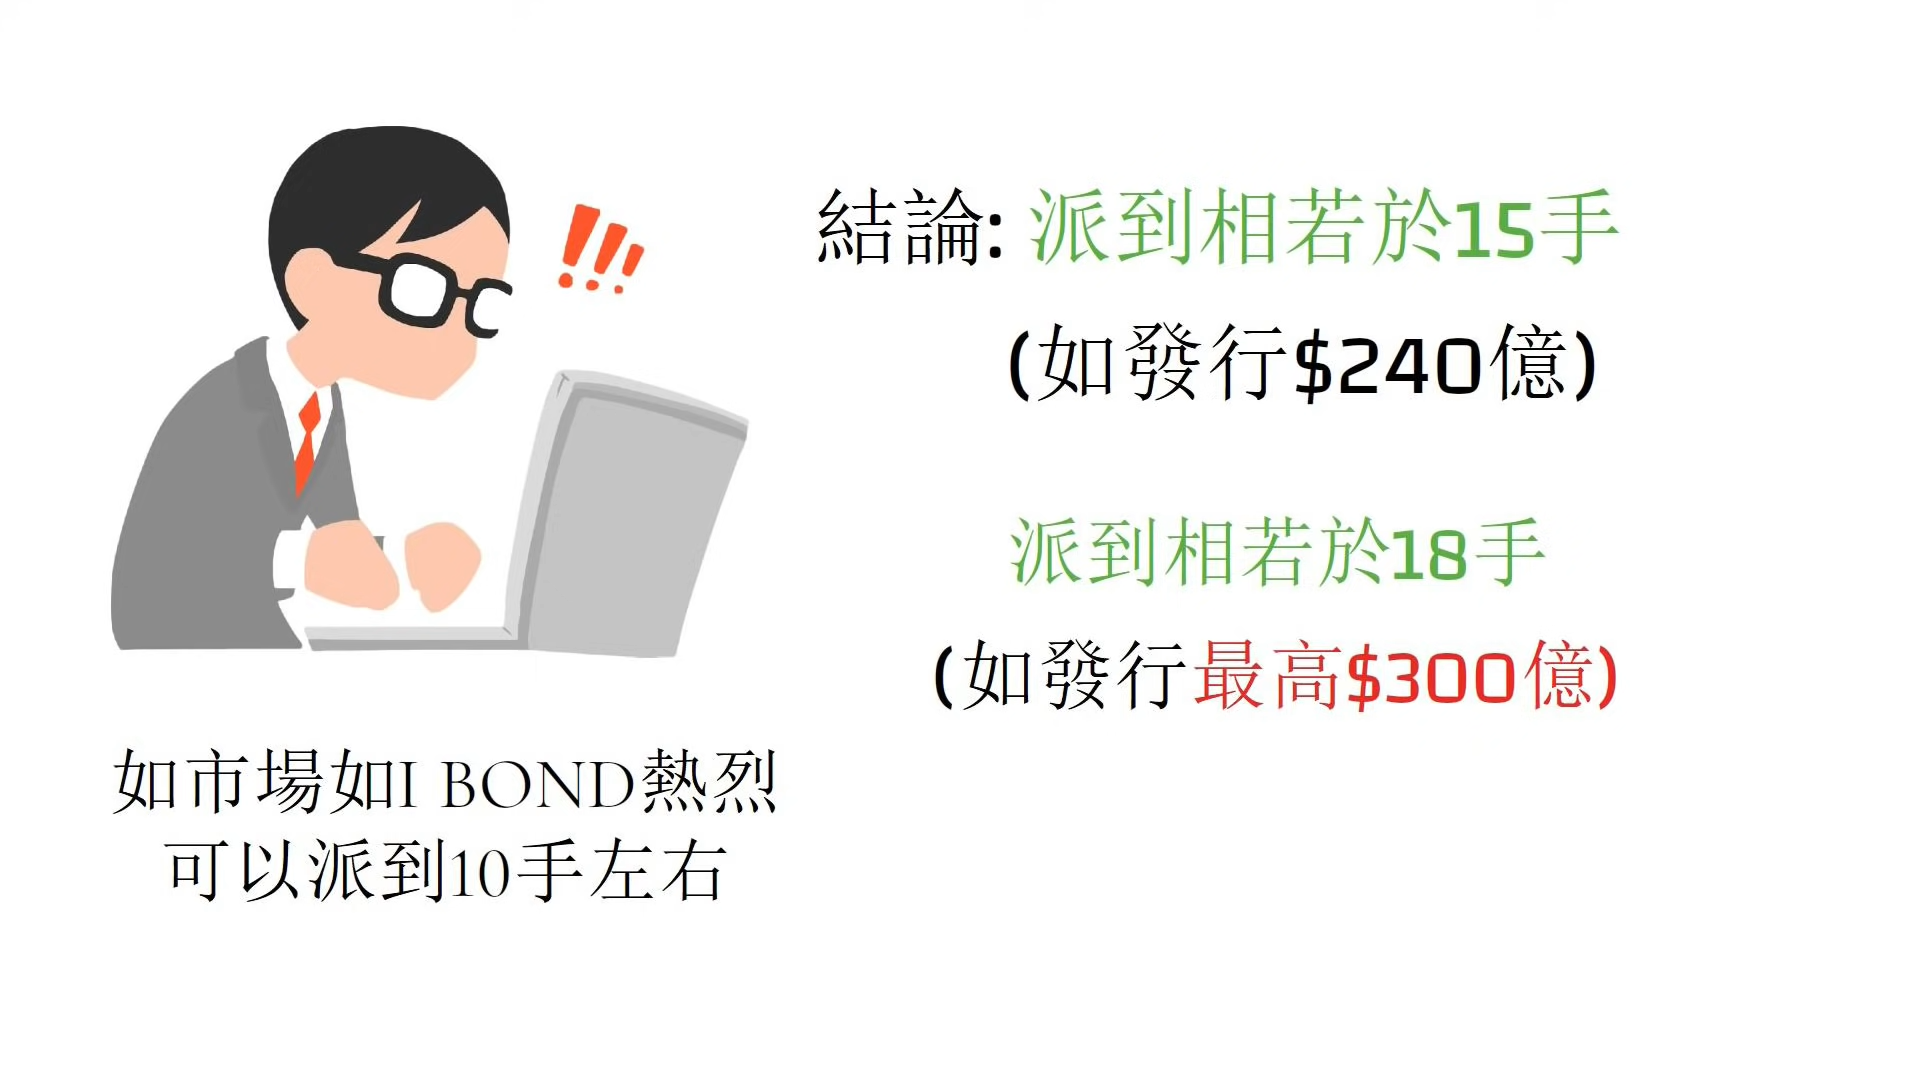 結論: 派到相若於15手
(如發行$240億)
派到相若於18手
(如發行最高$300億)
如市場如I BOND熱烈
可以派到10手左右